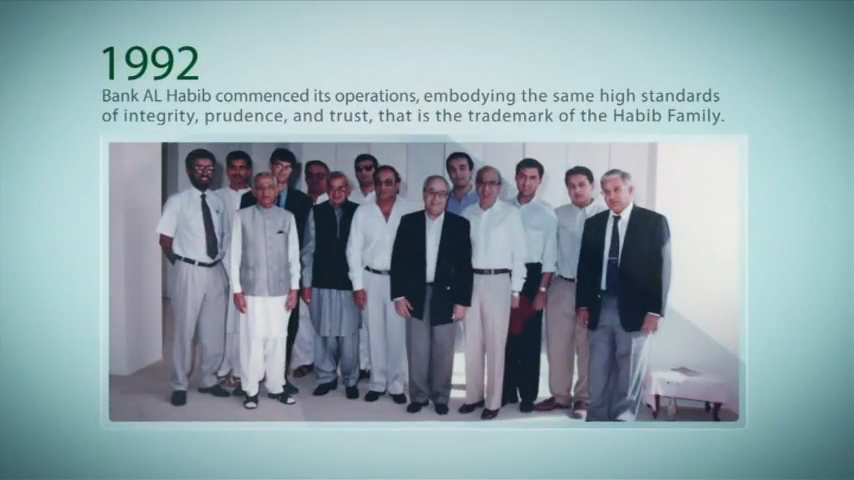 1992
Bank AL Habib commenced its operations, embodying the same high standards
of integrity, prudence, and trust, that is the trademark of the Habib Family.